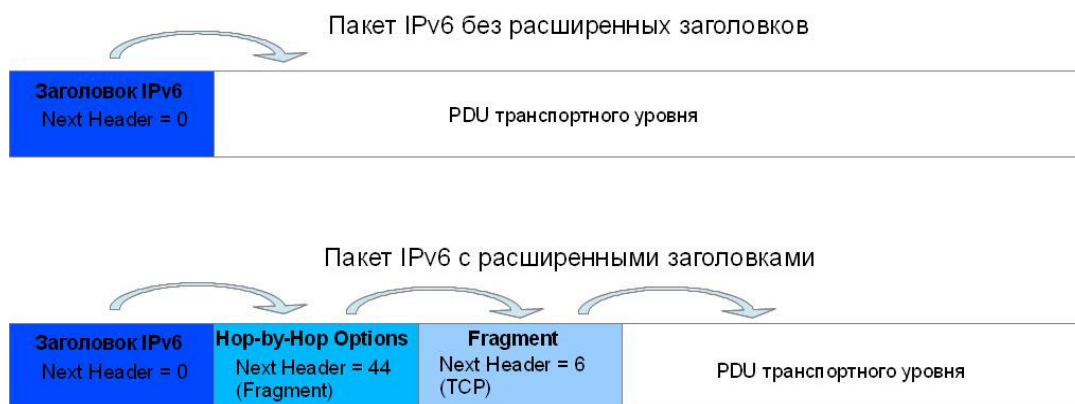 Пакет IPv6 без расширенных заголовков
Заголовок IPv6
Next Header = 0
PDU транспортного уровня
Пакет IPv6 с расширенными заголовками
Заголовок IPv6
Next Header = 0
Hop-by-Hop Options
Next Header = 44
(Fragment)
Fragment
Next Header = 6
(TCP)
PDU транспортного уровня